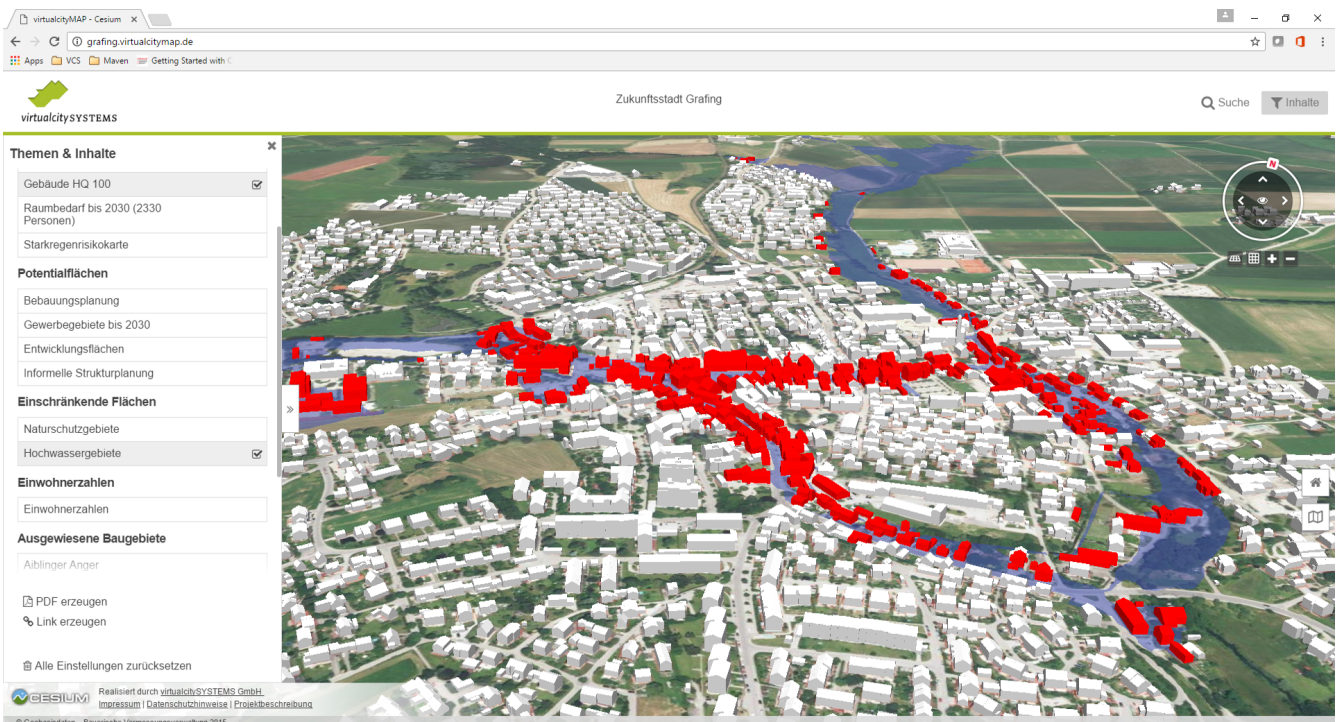 virtualcityMAP - Cesium
grafing.virtualcitymap.de
Apps VCS Maven Getting Started with
virtualcitySYSTEMS
Zukunftsstadt Grafing
Suche Inhalte
Themen & Inhalte
Gebäude HQ 100
Raumbedarf bis 2030 (2330
Personen)
Starkregenrisikokarte
Potentialflächen
Bebauungsplanung
Gewerbegebiete bis 2030
Entwicklungsflächen
Informelle Strukturplanung
Einschränkende Flächen
Naturschutzgebiete
Hochwassergebiete
Einwohnerzahlen
Einwohnerzahlen
Ausgewiesene Baugebiete
Aiblinger Anger
PDF erzeugen
Link erzeugen
Alle Einstellungen zurücksetzen
N
CESIUM
Realisiert durch virtualcitySYSTEMS GmbH
Impressum | Datenschutzhinweise | Projektbeschreibung